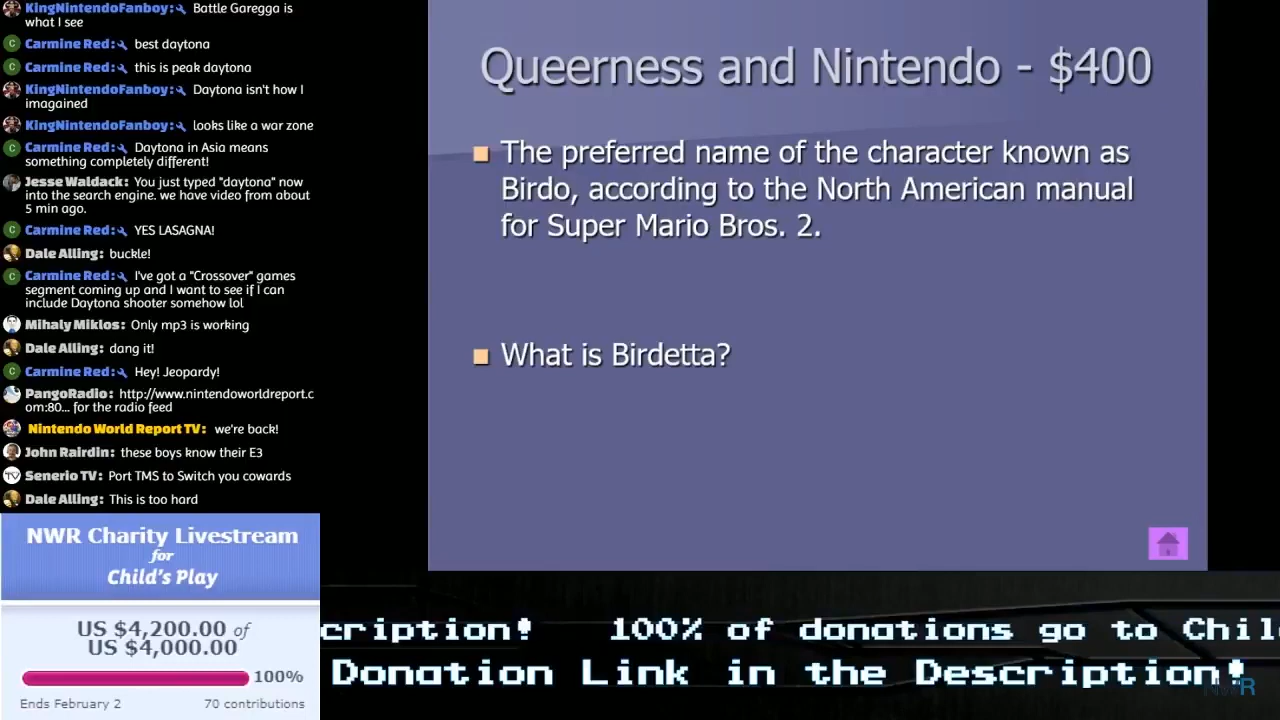 KingNintendoFanboy: Battle Garegga is
what I see
Carmine Red: best daytona
Carmine Red: this is peak daytona
KingNintendoFanboy: Daytona isn't how I
imagained
KingNintendoFanboy: looks like a war zone
Carmine Red: Daytona in Asia means
something completely different!
Jesse Waldack: You just typed "daytona" now
into the search engine. we have video from about
5 min ago.
Carmine Red: YES LASAGNA!
Dale Alling: buckle!
Carmine Red: I've got a "Crossover" games
segment coming up and I want to see if I can
include Daytona shooter somehow lol
Mihaly Miklos: Only mp3 is working
Dale Alling: dang it!
Carmine Red: Hey! Jeopardy!
PangoRadio: http://www.nintendoworldreport.c
om:80... for the radio feed
Nintendo World Report TV: we're back!
John Rairdin: these boys know their E3
Senerio TV: Port TMS to Switch you cowards
Dale Alling: This is too hard
NWR Charity Livestream
for
Child's Play
US $4,200.00 of
US $4,000.00
100%
Ends February 2 70 contributions
Queerness and Nintendo - $400
The preferred name of the character known as
Birdo, according to the North American manual
for Super Mario Bros. 2.
What is Birdetta?
cription! 100% of donations go to Chil
Donation Link in the Description!
NWR